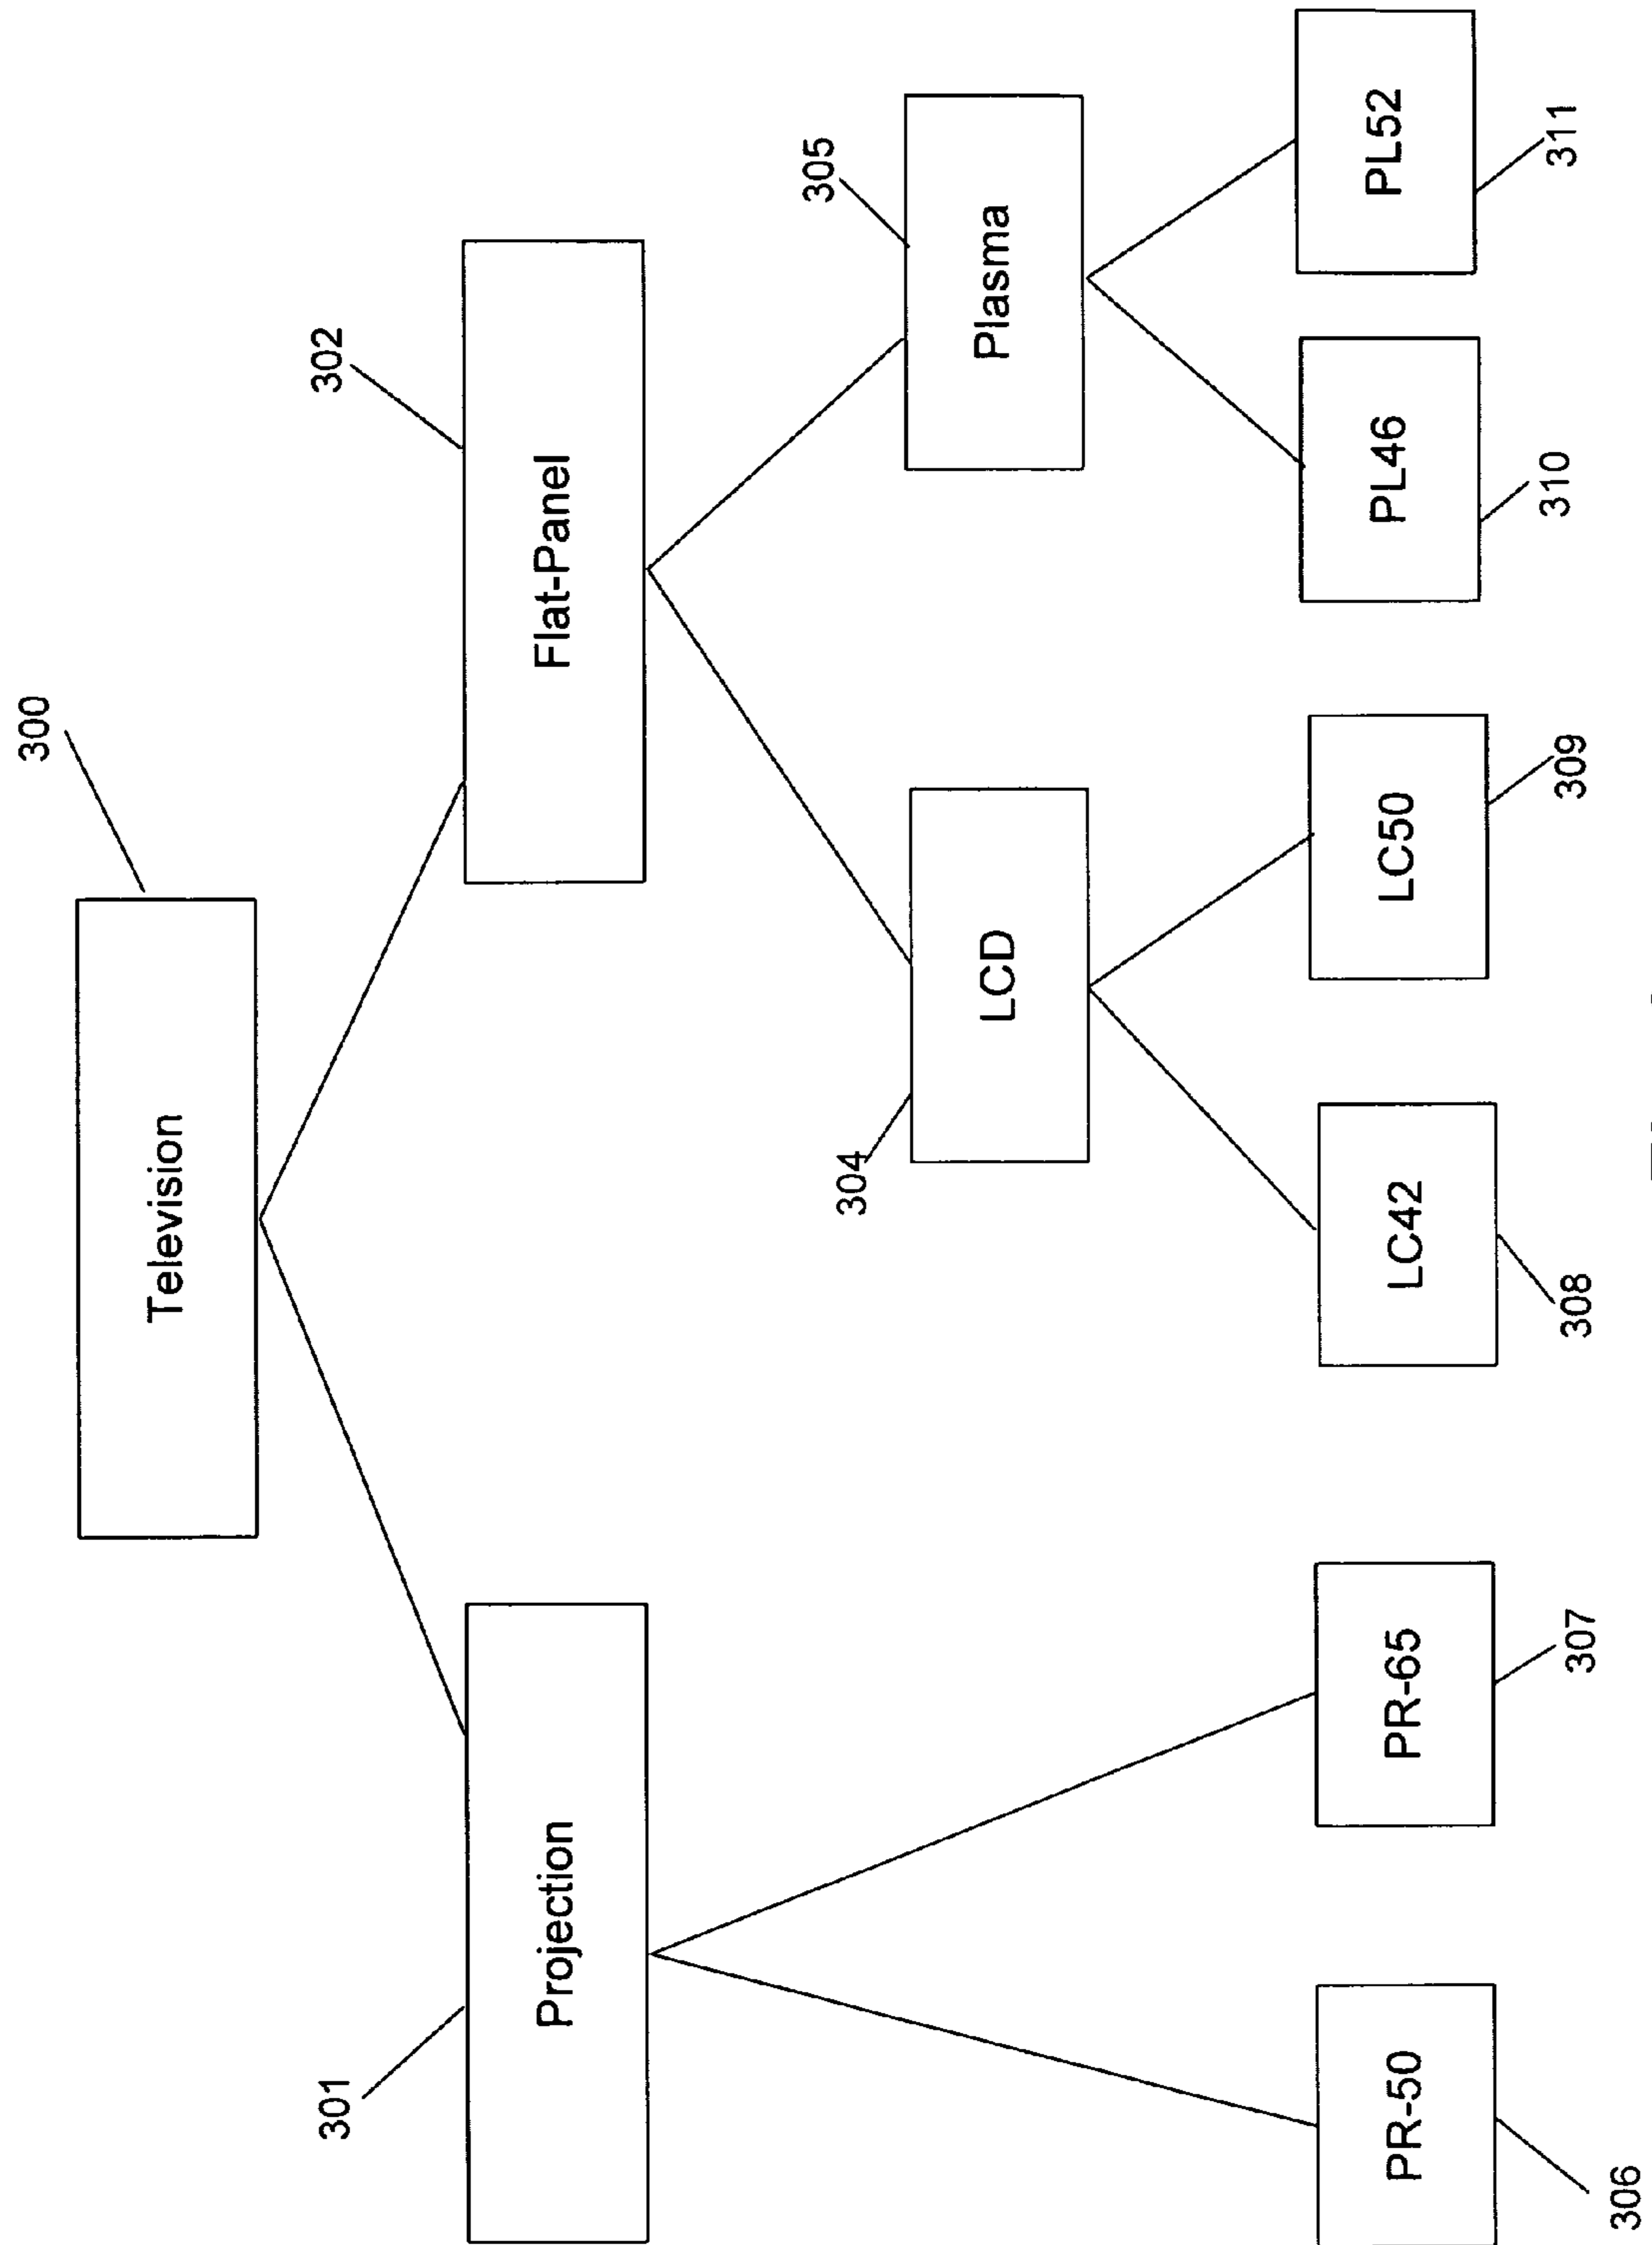 300
Television
301
302
Projection
Flat-Panel
304
305
LCD
Plasma
PR-50
PR-65
LC42
LC50
PL46
PL52
306
307
308
309
310
311